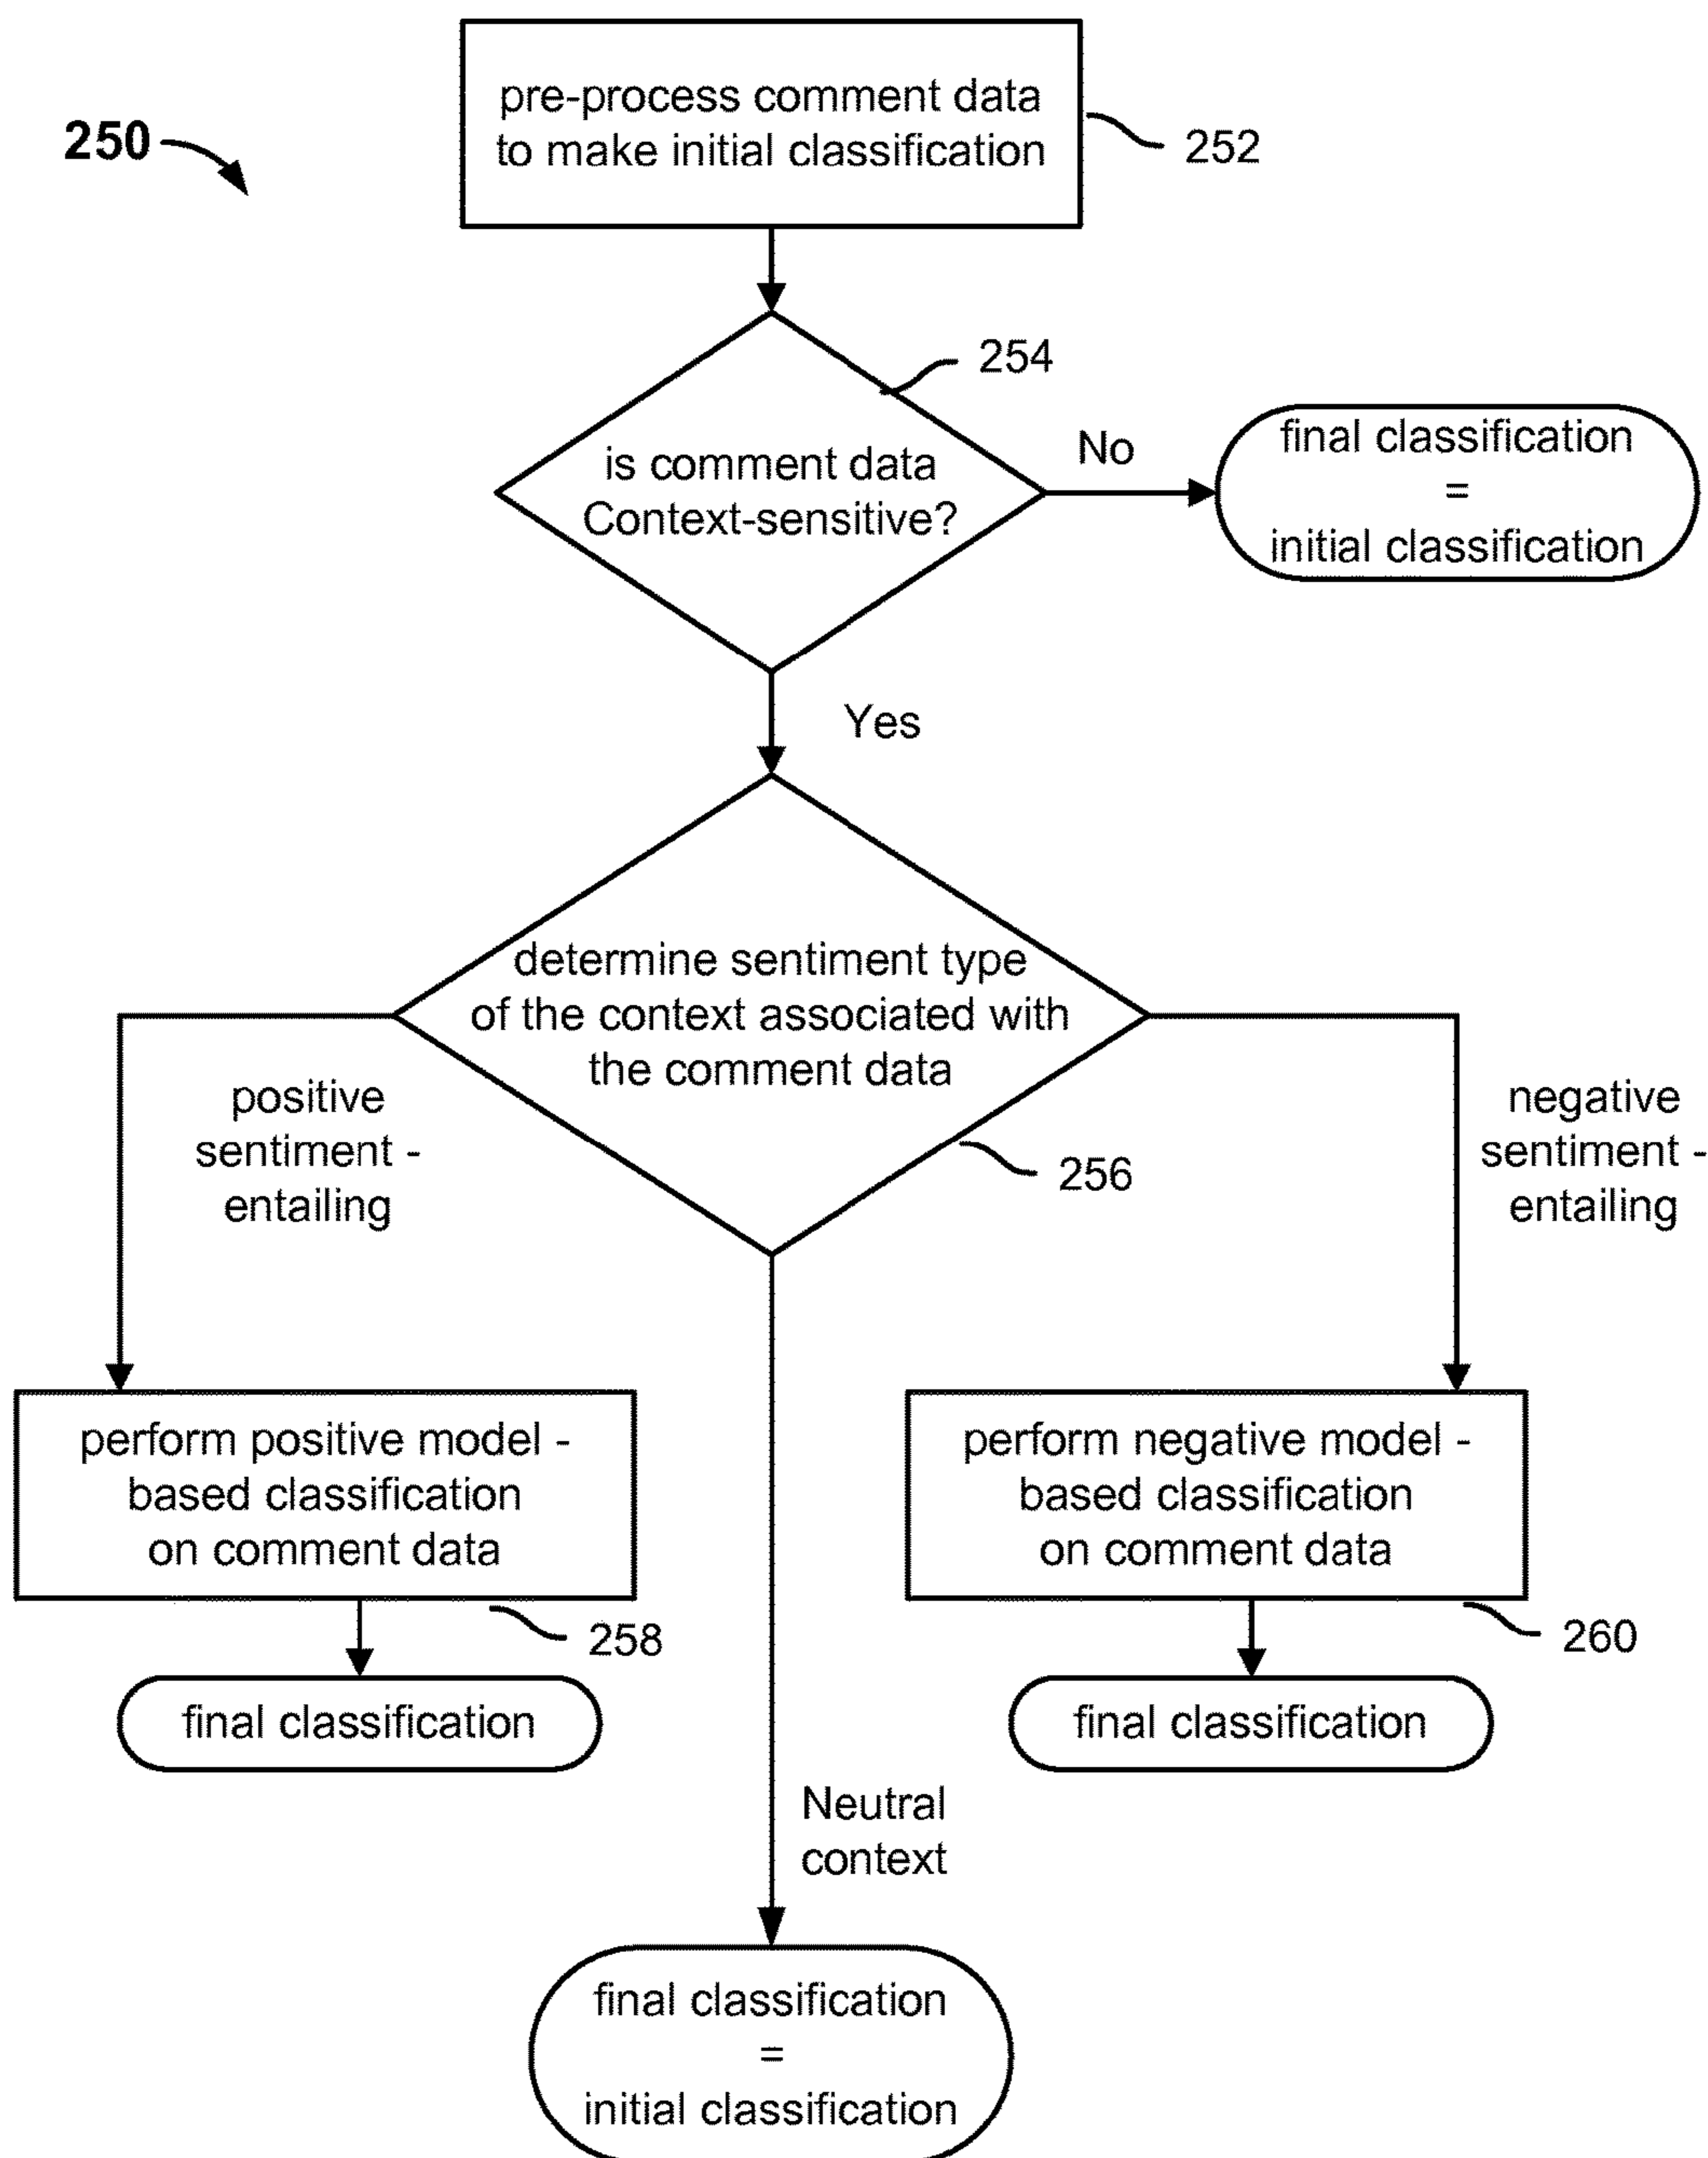 pre-process comment data
to make initial classification
250
252
254
is comment data
Context-sensitive?
No
final classification
=
initial classification
Yes
determine sentiment type
of the context associated with
the comment data
positive
sentiment -
entailing
negative
sentiment -
entailing
256
perform positive model -
based classification
on comment data
perform negative model -
based classification
on comment data
258
260
final classification
final classification
Neutral
context
final classification
=
initial classification